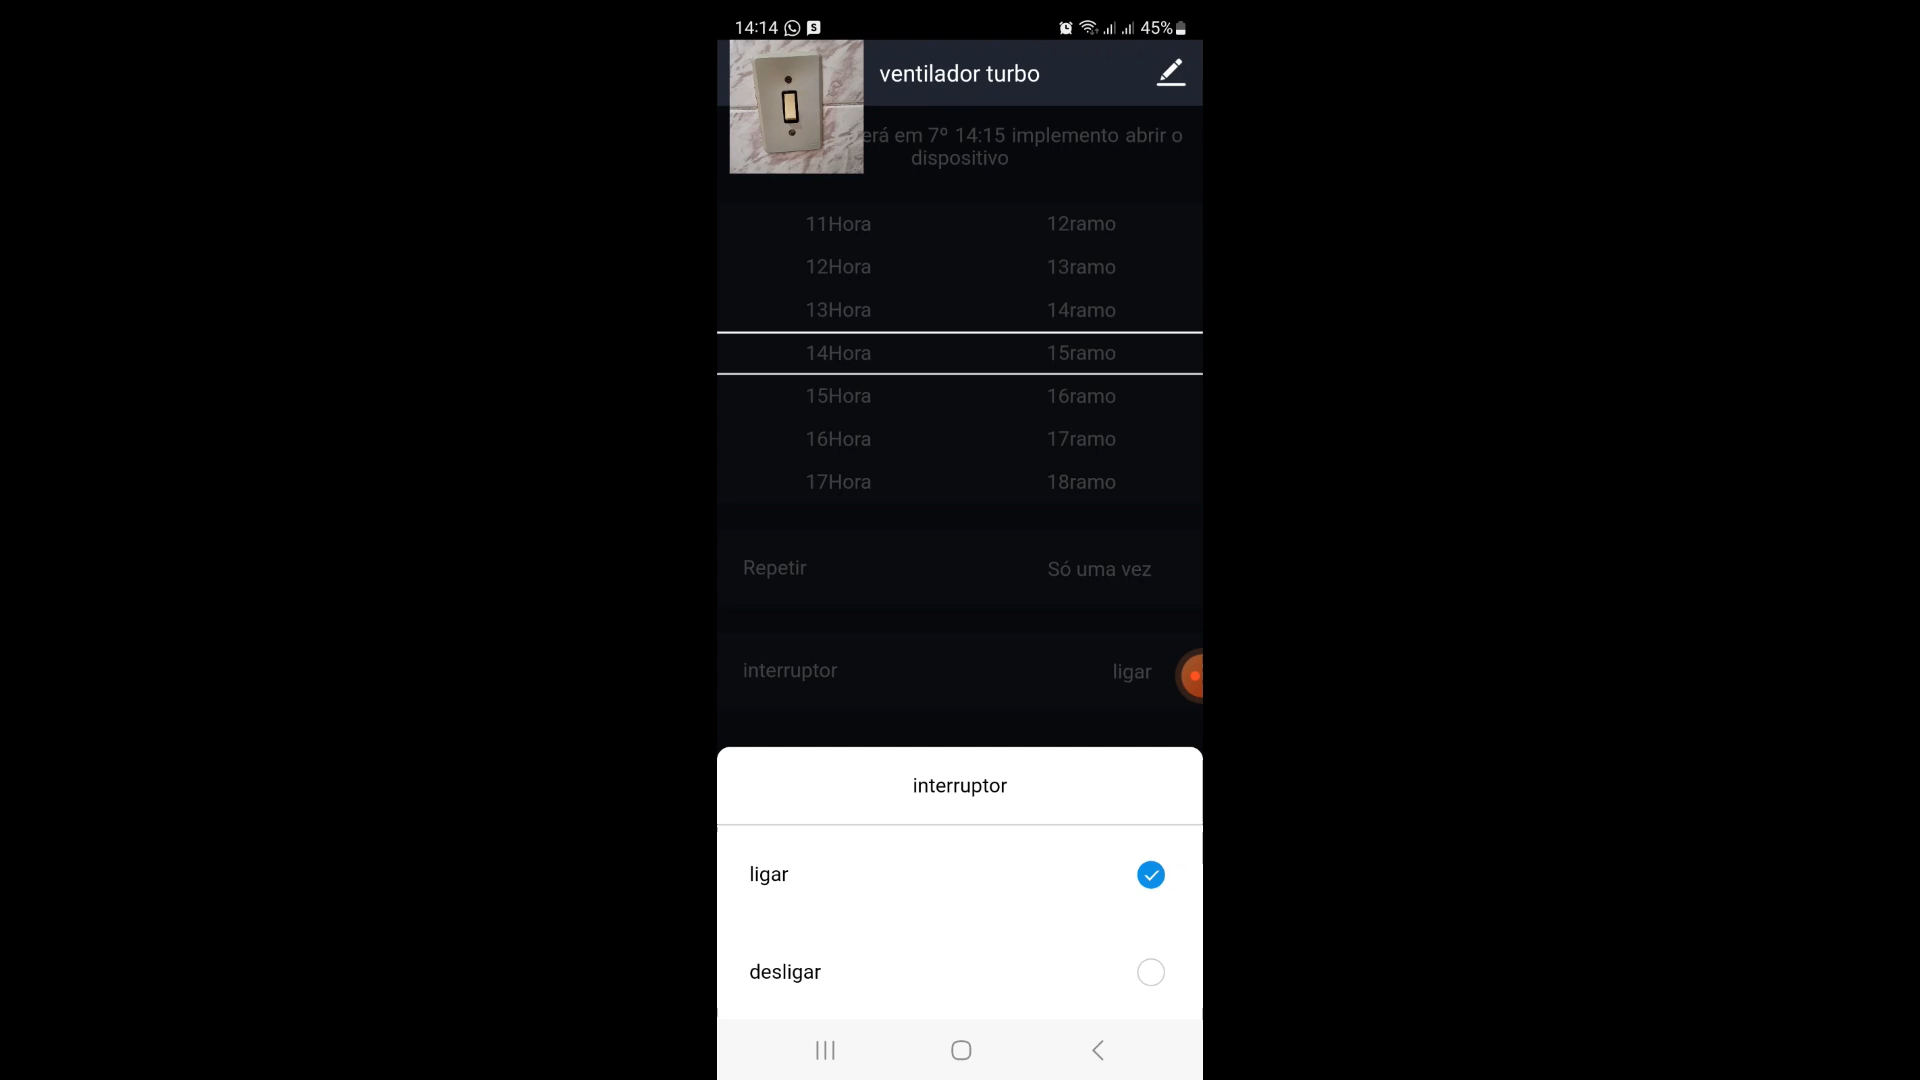 14:14 45%
ventilador turbo
erá em 7º 14:15 implemento abrir o
dispositivo
11Hora 12ramo
12Hora 13ramo
13Hora 14ramo
14Hora 15ramo
15Hora 16ramo
16Hora 17ramo
17Hora 18ramo
Repetir Só uma vez
interruptor ligar
interruptor
ligar
desligar